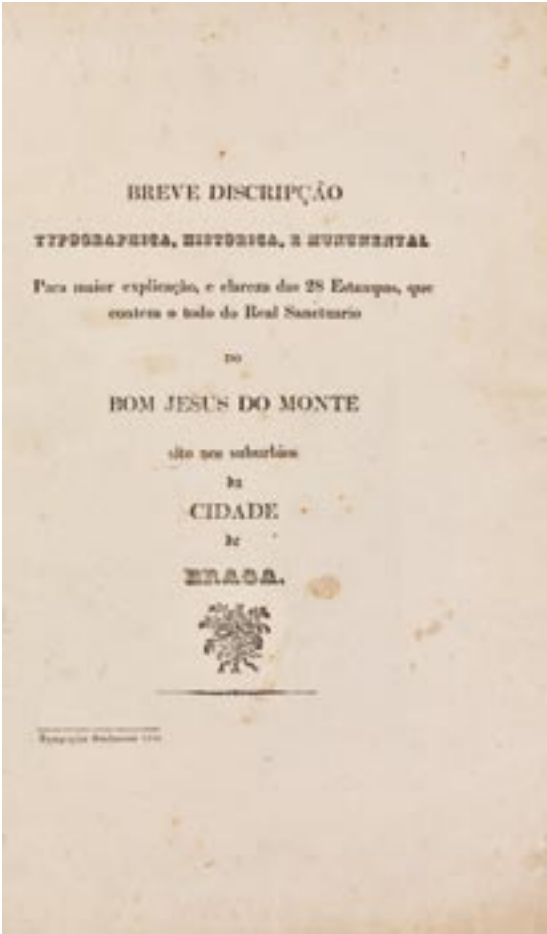 BREVE DISCRIPÇÃO
TYPOGRAPHICA, HISTORICA, E MUNUMENTAL
Para maior explicação, e clareza das 28 Estampas, que
contem o todo do Real Sanctuario
DO
BOM JESUS DO MONTE
sito nos suburbios
da
CIDADE
de
BRAGA.